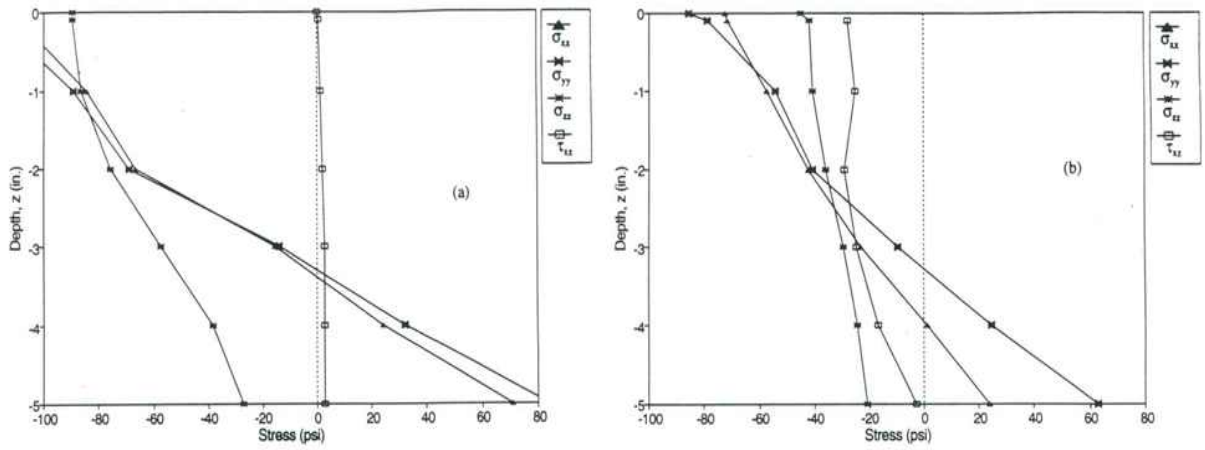 0
-1
-2
-3
-4
-5
Depth, z (in.)
-100 -80 -60 -40 -20 0 20 40 60 80
Stress (psi)
(a)
σxx
σyy
σzz
τxz
0
-1
-2
-3
-4
-5
Depth, z (in.)
-100 -80 -60 -40 -20 0 20 40 60 80
Stress (psi)
(b)
σxx
σyy
σzz
τxz